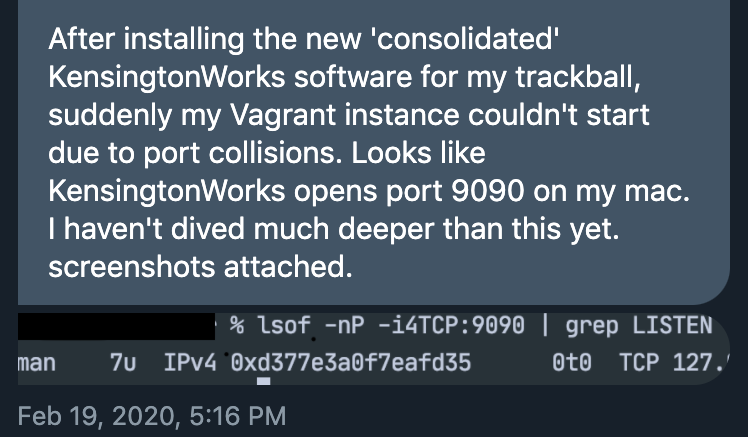 After installing the new 'consolidated'
KensingtonWorks software for my trackball,
suddenly my Vagrant instance couldn't start
due to port collisions. Looks like
KensingtonWorks opens port 9090 on my mac.
I haven't dived much deeper than this yet.
screenshots attached.
% lsof -nP -i4TCP:9090 | grep LISTEN
man 7u IPv4 0xd377e3a0f7eafd35 0t0 TCP 127.
Feb 19, 2020, 5:16 PM